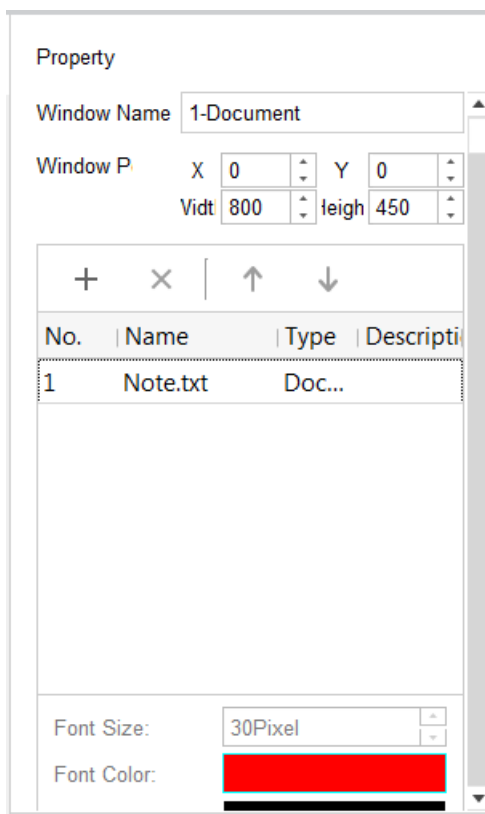 Property
Window Name 1-Document
Window P X 0 Y 0
Vidt 800 Heigh 450
No. Name Type Descripti
1 Note.txt Doc...
Font Size: 30Pixel
Font Color: